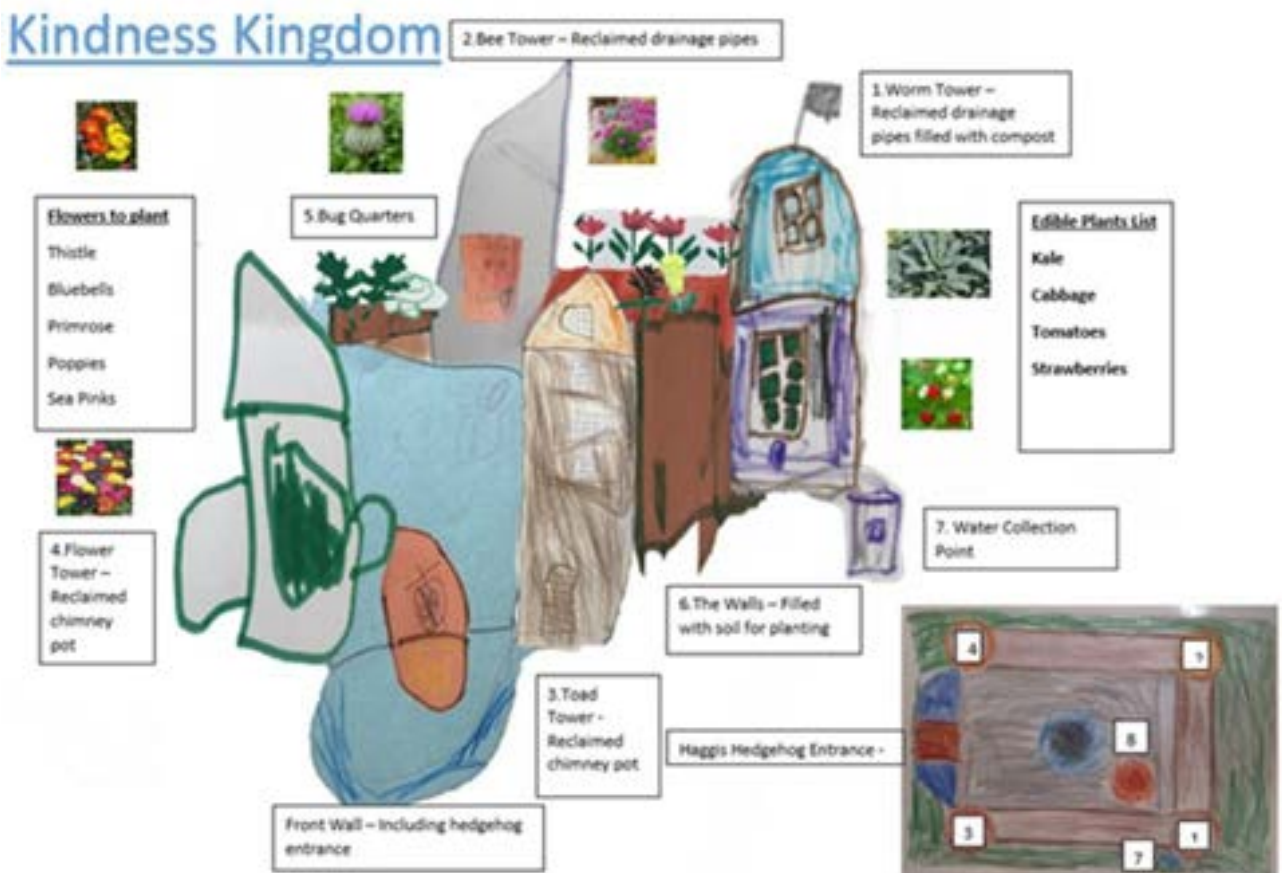 Kindness Kingdom
2.Bee Tower – Reclaimed drainage pipes
1.Worm Tower –
Reclaimed drainage
pipes filled with compost
Flowers to plant
Thistle
Bluebells
Primrose
Poppies
Sea Pinks
5.Bug Quarters
Edible Plants List
Kale
Cabbage
Tomatoes
Strawberries
4.Flower
Tower –
Reclaimed
chimney
pot
7. Water Collection
Point
6.The Walls – Filled
with soil for planting
3.Toad
Tower -
Reclaimed
chimney pot
Haggis Hedgehog Entrance -
Front Wall – Including hedgehog
entrance
4
8
3
1
7